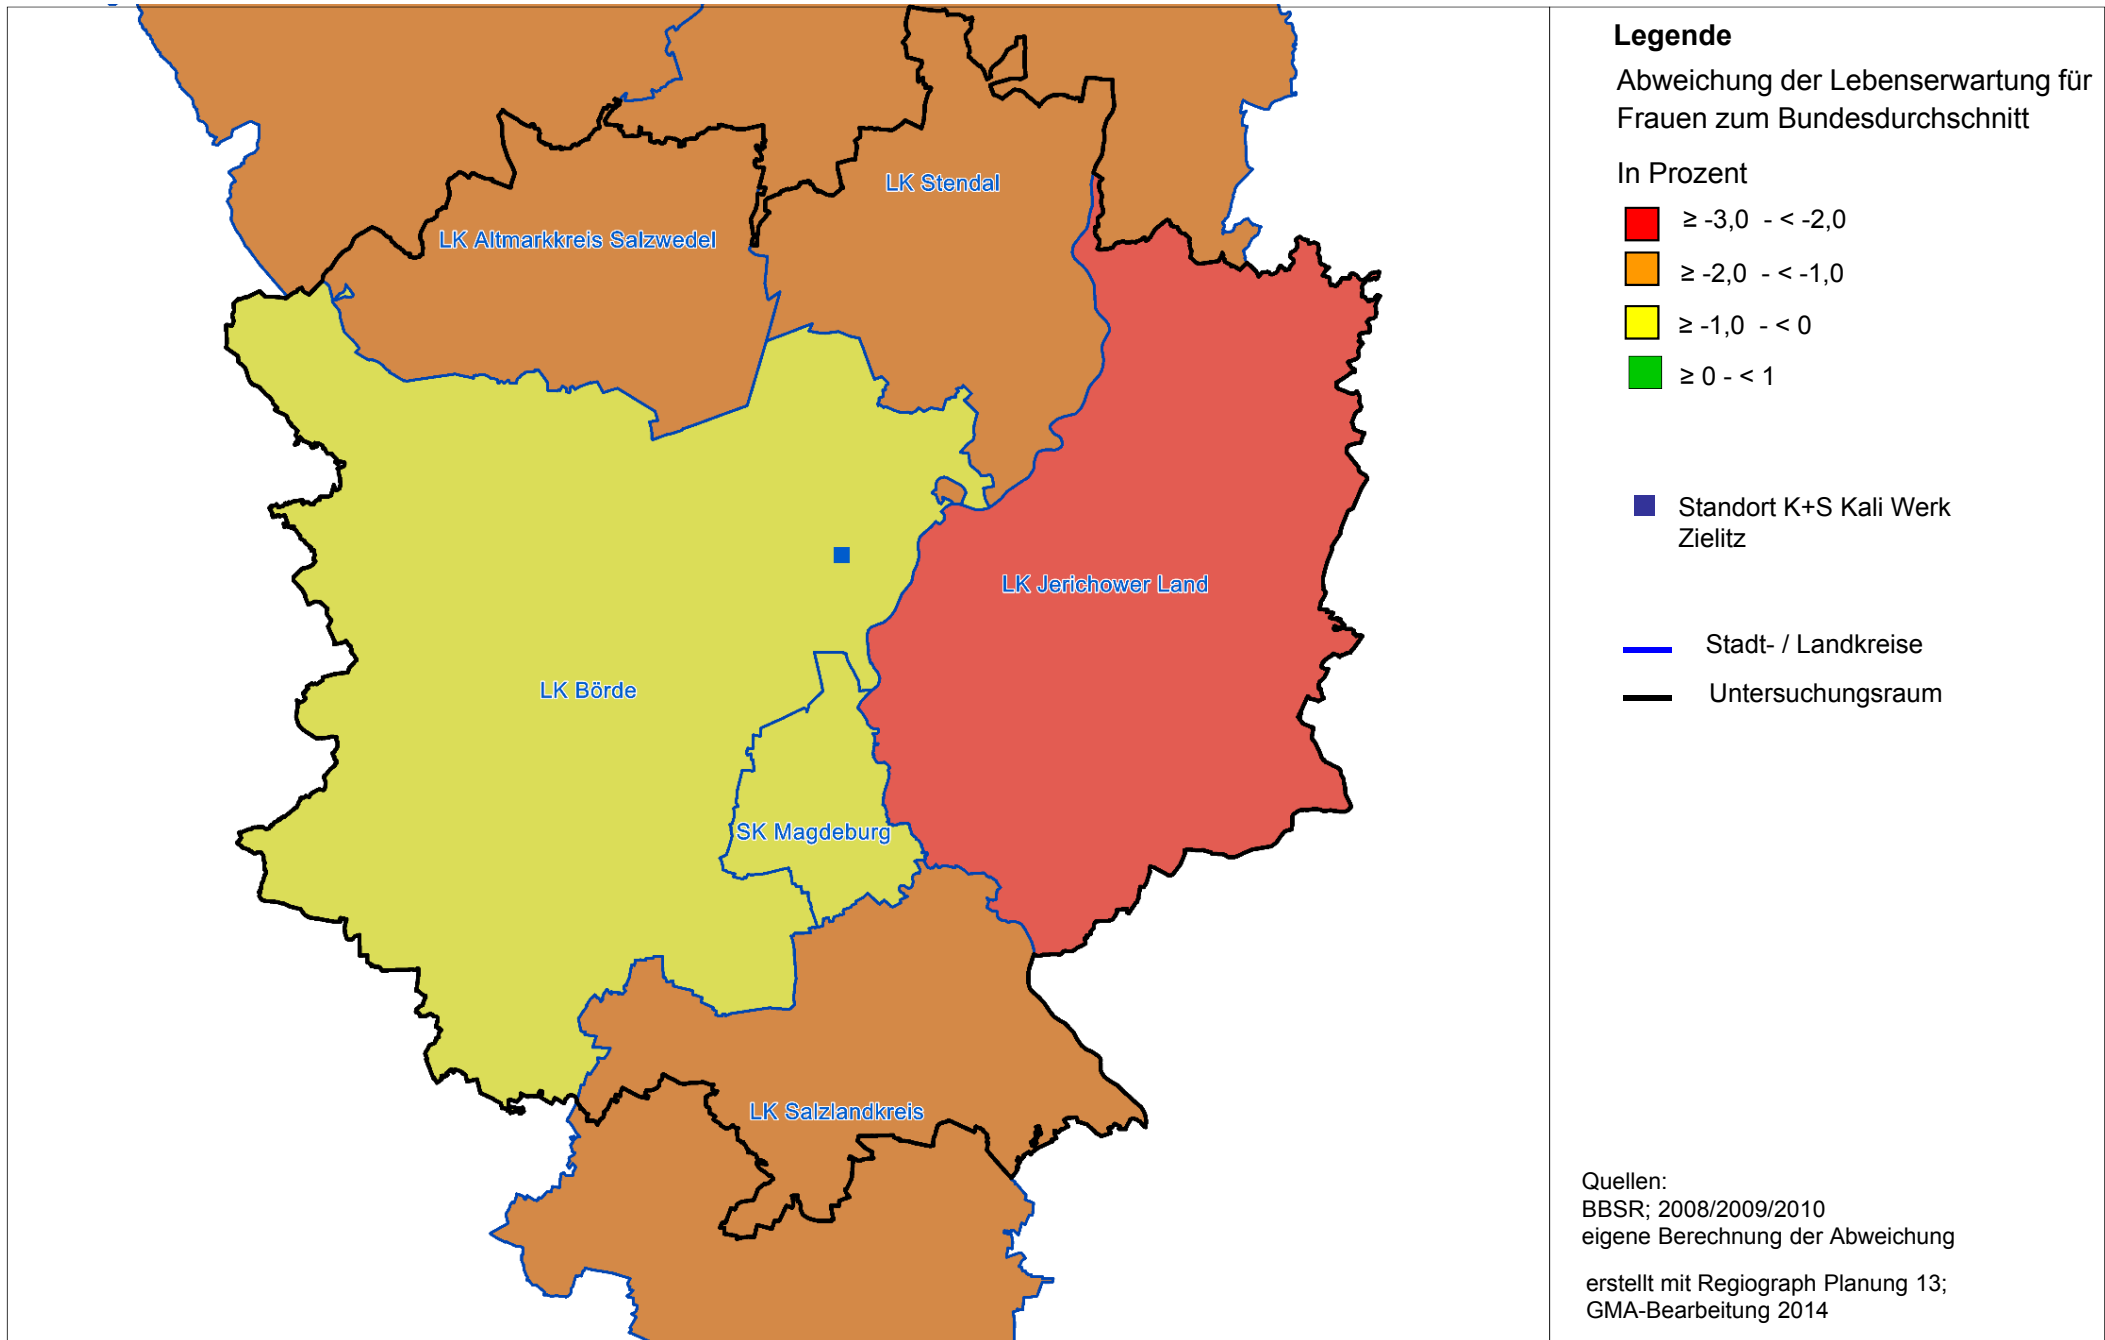 LK Stendal
LK Altmarkkreis Salzwedel
LK Jerichower Land
LK Börde
SK Magdeburg
LK Salzlandkreis
Legende
Abweichung der Lebenserwartung für
Frauen zum Bundesdurchschnitt
In Prozent
≥ -3,0 - < -2,0
≥ -2,0 - < -1,0
≥ -1,0 - < 0
≥ 0 - < 1
Standort K+S Kali Werk
Zielitz
Stadt- / Landkreise
Untersuchungsraum
Quellen:
BBSR; 2008/2009/2010
eigene Berechnung der Abweichung
erstellt mit Regiograph Planung 13;
GMA-Bearbeitung 2014